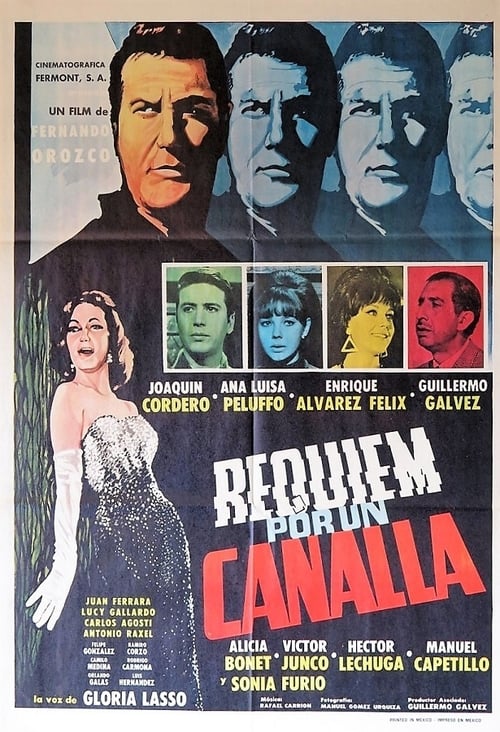 CINEMATOGRAFICA
FERMONT, S. A.
UN FILM de
FERNANDO
OROZCO
JOAQUIN
CORDERO
• ANA LUISA
PELUFFO
• ENRIQUE
ALVAREZ FELIX
• GUILLERMO
GALVEZ
REQUIEM
POR UN
CANALLA
JUAN FERRARA
LUCY GALLARDO
CARLOS AGOSTI
ANTONIO RAXEL
FELIPE
GONZALEZ
RAMIRO
CORZO
CAMILO
MEDINA
RODRIGO
CARMONA
ORLANDO
GALAS
LUIS
HERNANDEZ
la voz de GLORIA LASSO
ALICIA
BONET
• VICTOR
JUNCO
• HECTOR
LECHUGA
• MANUEL
CAPETILLO
y SONIA FURIO
Música:
RAFAEL CARRION
Fotografía:
MANUEL GOMEZ URQUIZA
Productor Asociado:
GUILLERMO GALVEZ
PRINTED IN MEXICO - IMPRESO EN MEXICO